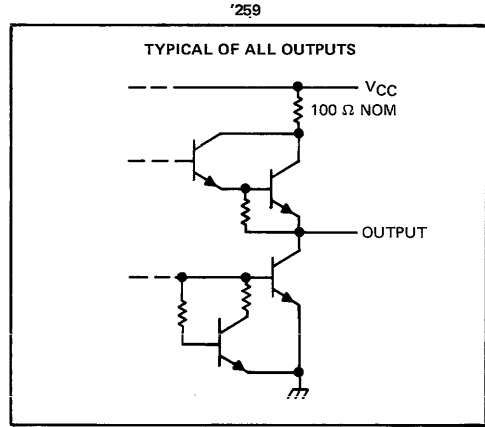 '259
TYPICAL OF ALL OUTPUTS
VCC
100 Ω NOM
OUTPUT